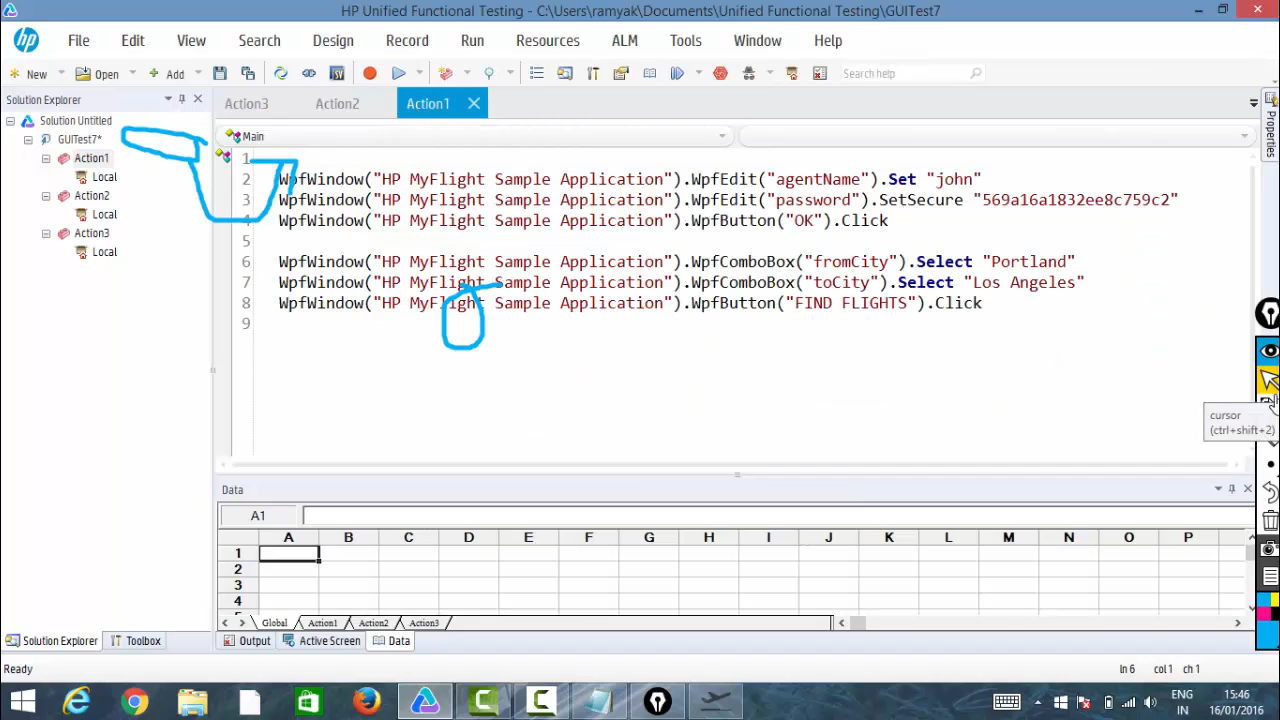 HP Unified Functional Testing - C:\Users\ramyak\Documents\Unified Functional Testing\GUITest7
hp File Edit View Search Design Record Run Resources ALM Tools Window Help
New Open Add Search help
Solution Explorer
Action3 Action2 Action1
Properties
Solution Untitled
GUITest7*
Action1
Local
Action2
Local
Action3
Local
Main
1
2 WpfWindow("HP MyFlight Sample Application").WpfEdit("agentName").Set "john"
3 WpfWindow("HP MyFlight Sample Application").WpfEdit("password").SetSecure "569a16a1832ee8c759c2"
4 WpfWindow("HP MyFlight Sample Application").WpfButton("OK").Click
5
6 WpfWindow("HP MyFlight Sample Application").WpfComboBox("fromCity").Select "Portland"
7 WpfWindow("HP MyFlight Sample Application").WpfComboBox("toCity").Select "Los Angeles"
8 WpfWindow("HP MyFlight Sample Application").WpfButton("FIND FLIGHTS").Click
9
cursor
(ctrl+shift+2)
Data
A1
A B C D E F G H I J K L M N O P
1
2
3
4
Global Action1 Action2 Action3
Solution Explorer Toolbox Output Active Screen Data
Ready ln 6 col 1 ch 1
ENG 15:46
IN 16/01/2016